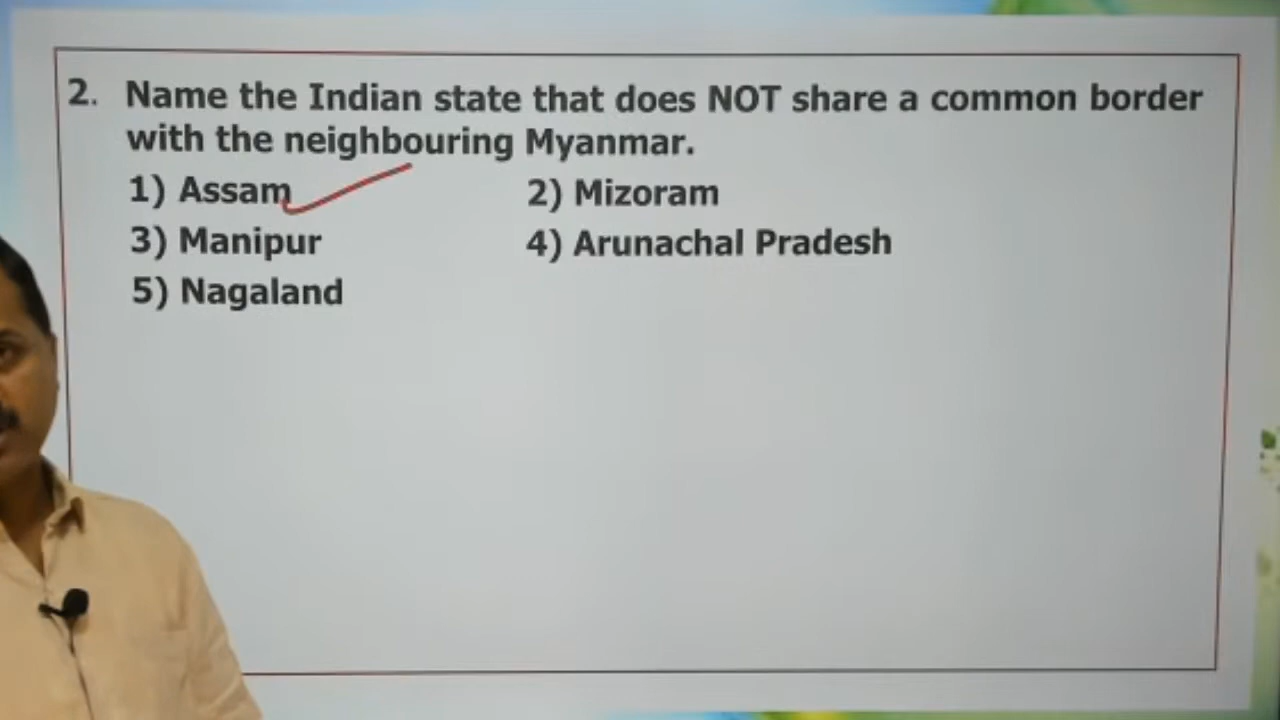 2. Name the Indian state that does NOT share a common border
with the neighbouring Myanmar.
1) Assam 2) Mizoram
3) Manipur 4) Arunachal Pradesh
5) Nagaland